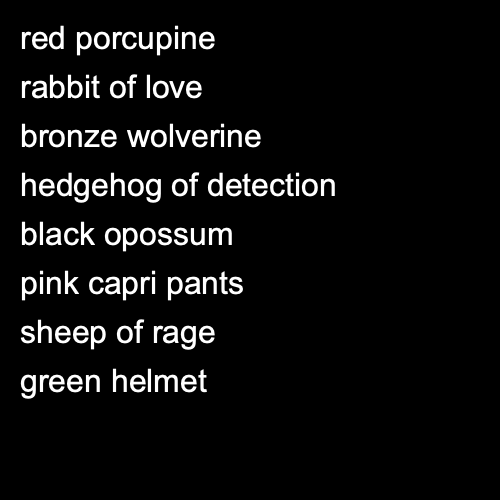 red porcupine
rabbit of love
bronze wolverine
hedgehog of detection
black opossum
pink capri pants
sheep of rage
green helmet